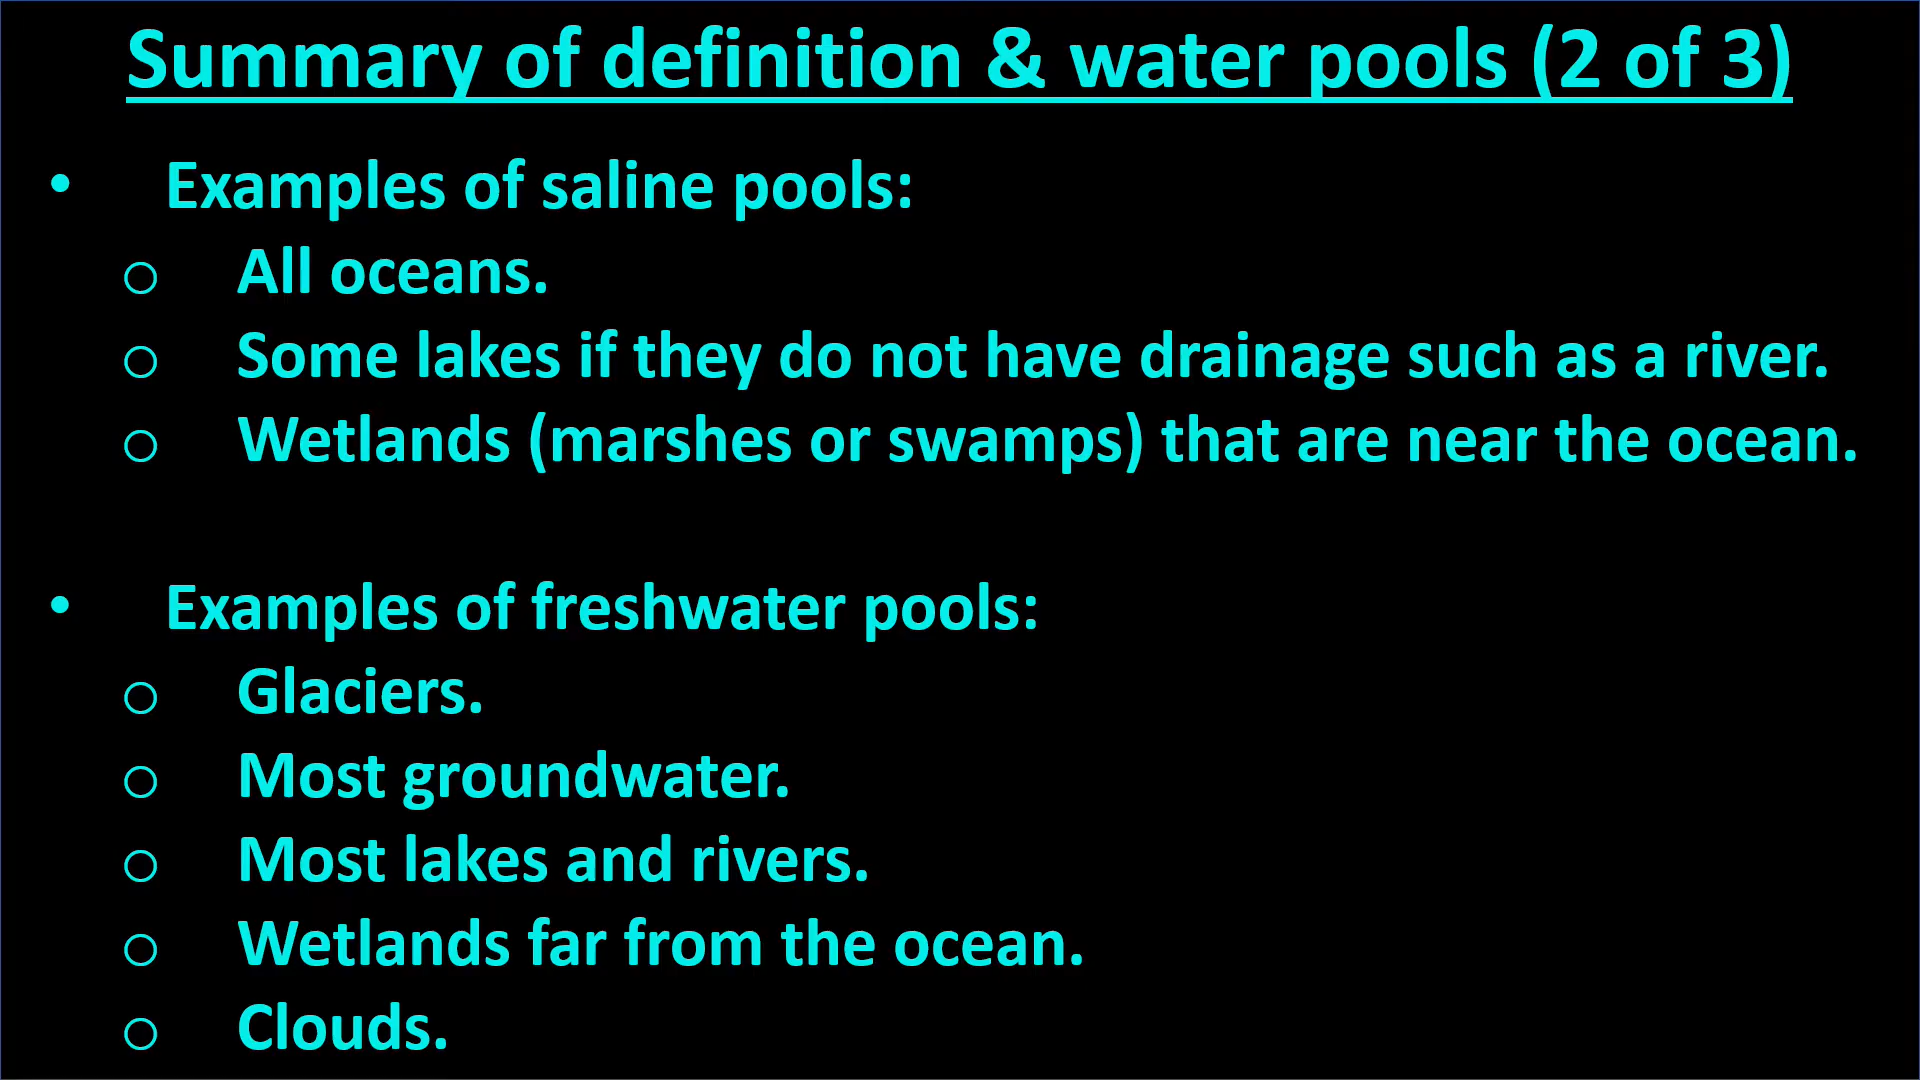 Summary of definition & water pools (2 of 3)
• Examples of saline pools:
o All oceans.
o Some lakes if they do not have drainage such as a river.
o Wetlands (marshes or swamps) that are near the ocean.
• Examples of freshwater pools:
o Glaciers.
o Most groundwater.
o Most lakes and rivers.
o Wetlands far from the ocean.
o Clouds.